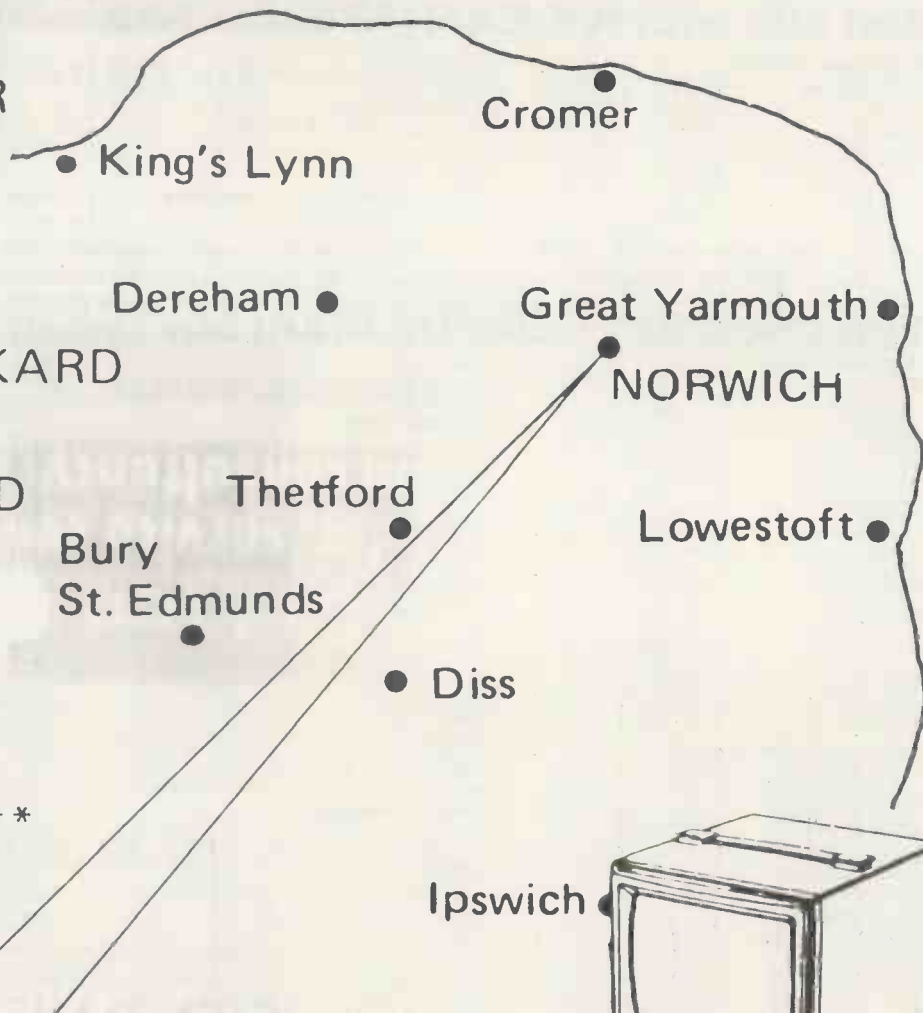 R
Cromer
King's Lynn
Dereham
Great Yarmouth
KARD
NORWICH
D
Thetford
Lowestoft
Bury
St. Edmunds
Diss
*
Ipswich